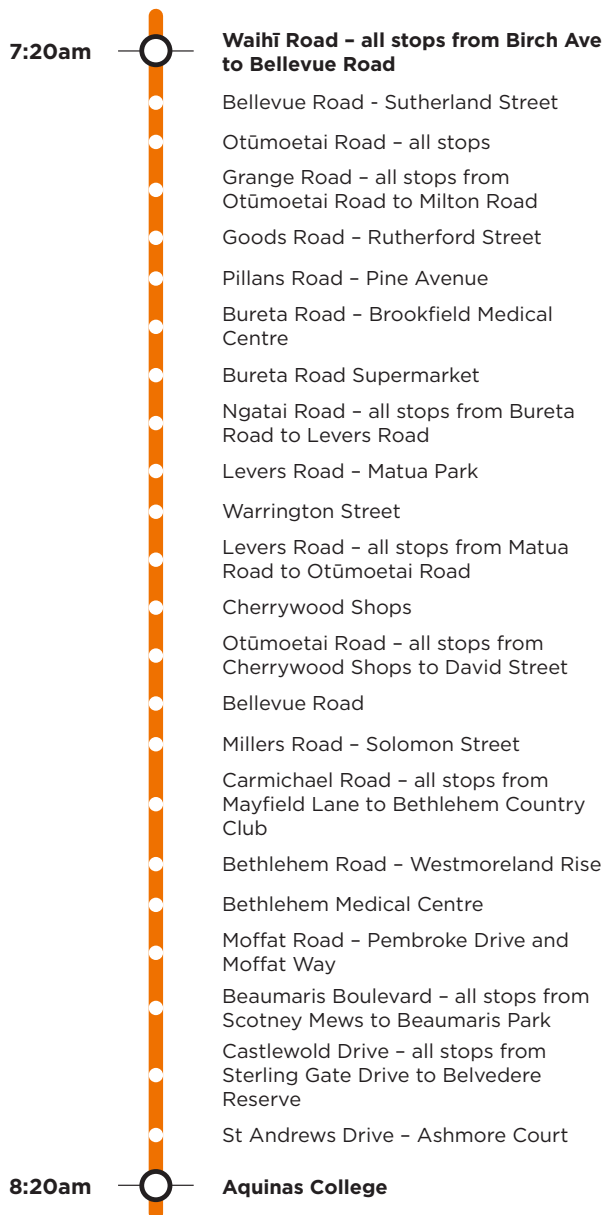 7:20am
Waihī Road – all stops from Birch Ave
to Bellevue Road
Bellevue Road - Sutherland Street
Otūmoetai Road – all stops
Grange Road – all stops from
Otūmoetai Road to Milton Road
Goods Road – Rutherford Street
Pillans Road – Pine Avenue
Bureta Road – Brookfield Medical
Centre
Bureta Road Supermarket
Ngatai Road – all stops from Bureta
Road to Levers Road
Levers Road – Matua Park
Warrington Street
Levers Road – all stops from Matua
Road to Otūmoetai Road
Cherrywood Shops
Otūmoetai Road – all stops from
Cherrywood Shops to David Street
Bellevue Road
Millers Road – Solomon Street
Carmichael Road – all stops from
Mayfield Lane to Bethlehem Country
Club
Bethlehem Road – Westmoreland Rise
Bethlehem Medical Centre
Moffat Road – Pembroke Drive and
Moffat Way
Beaumaris Boulevard – all stops from
Scotney Mews to Beaumaris Park
Castlewold Drive – all stops from
Sterling Gate Drive to Belvedere
Reserve
St Andrews Drive – Ashmore Court
8:20am
Aquinas College